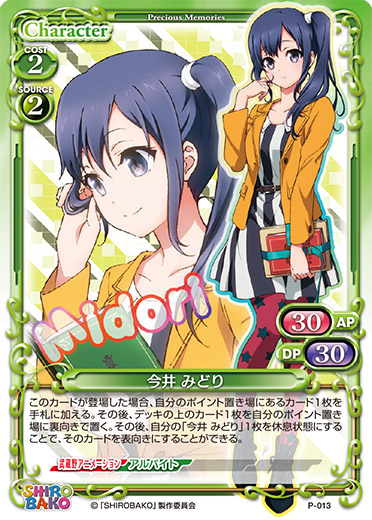 Precious Memories
Character
COST
2
SOURCE
2
Midori
30 AP
DP 30
今井 みどり
このカードが登場した場合、自分のポイント置き場にあるカード1枚を
手札に加える。その後、デッキの上のカード1枚を自分のポイント置き
場に裏向きで置く。その後、自分の「今井 みどり」1枚を休息状態にする
ことで、そのカードを表向きにすることができる。
武蔵野アニメーション アルバイト
SHIRO
BAKO
©「SHIROBAKO」製作委員会
P-013